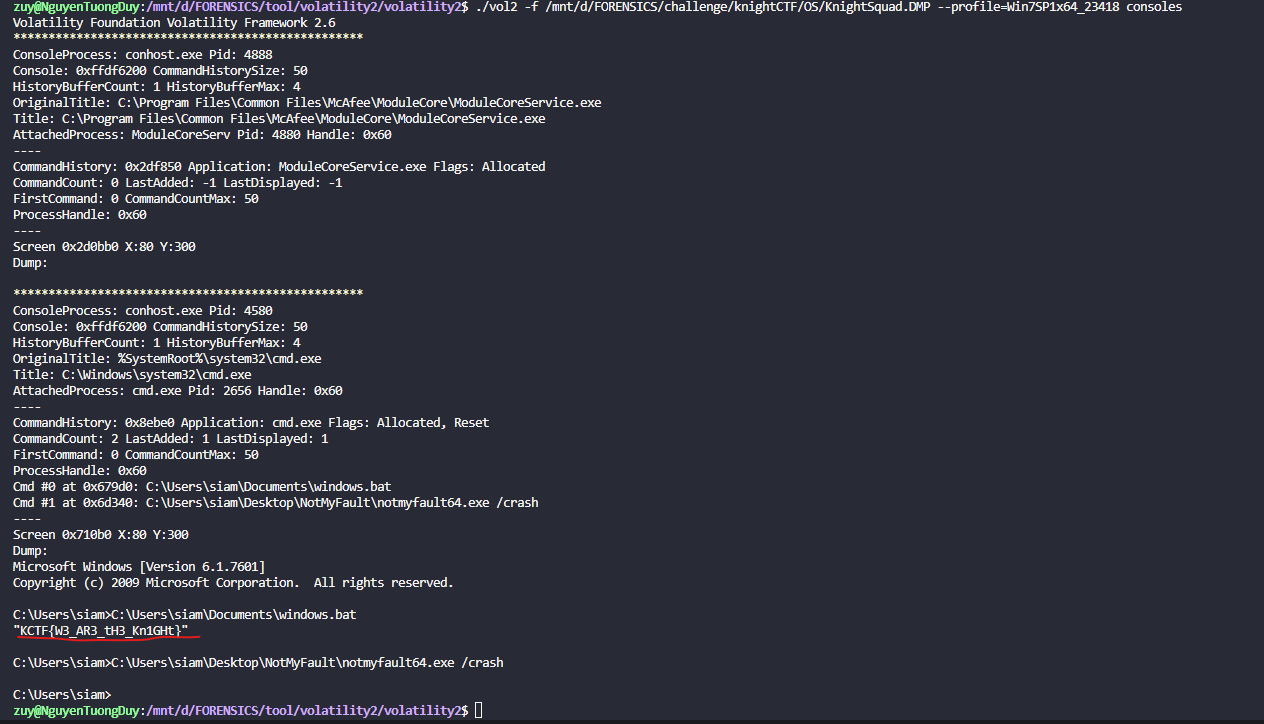 zuy@NguyenTuongDuy:/mnt/d/FORENSICS/tool/volatility2/volatility2$ ./vol2 -f /mnt/d/FORENSICS/challenge/knightCTF/OS/KnightSquad.DMP --profile=Win7SP1x64_23418 consoles
Volatility Foundation Volatility Framework 2.6
**************************************************
ConsoleProcess: conhost.exe Pid: 4888
Console: 0xffdf6200 CommandHistorySize: 50
HistoryBufferCount: 1 HistoryBufferMax: 4
OriginalTitle: C:\Program Files\Common Files\McAfee\ModuleCore\ModuleCoreService.exe
Title: C:\Program Files\Common Files\McAfee\ModuleCore\ModuleCoreService.exe
AttachedProcess: ModuleCoreServ Pid: 4880 Handle: 0x60
----
CommandHistory: 0x2df850 Application: ModuleCoreService.exe Flags: Allocated
CommandCount: 0 LastAdded: -1 LastDisplayed: -1
FirstCommand: 0 CommandCountMax: 50
ProcessHandle: 0x60
----
Screen 0x2d0bb0 X:80 Y:300
Dump:
**************************************************
ConsoleProcess: conhost.exe Pid: 4580
Console: 0xffdf6200 CommandHistorySize: 50
HistoryBufferCount: 1 HistoryBufferMax: 4
OriginalTitle: %SystemRoot%\system32\cmd.exe
Title: C:\Windows\system32\cmd.exe
AttachedProcess: cmd.exe Pid: 2656 Handle: 0x60
----
CommandHistory: 0x8ebe0 Application: cmd.exe Flags: Allocated, Reset
CommandCount: 2 LastAdded: 1 LastDisplayed: 1
FirstCommand: 0 CommandCountMax: 50
ProcessHandle: 0x60
Cmd #0 at 0x679d0: C:\Users\siam\Documents\windows.bat
Cmd #1 at 0x6d340: C:\Users\siam\Desktop\NotMyFault\notmyfault64.exe /crash
----
Screen 0x710b0 X:80 Y:300
Dump:
Microsoft Windows [Version 6.1.7601]
Copyright (c) 2009 Microsoft Corporation.  All rights reserved.
C:\Users\siam>C:\Users\siam\Documents\windows.bat
"KCTF{W3_AR3_tH3_Kn1GHt}"
C:\Users\siam>C:\Users\siam\Desktop\NotMyFault\notmyfault64.exe /crash
C:\Users\siam>
zuy@NguyenTuongDuy:/mnt/d/FORENSICS/tool/volatility2/volatility2$